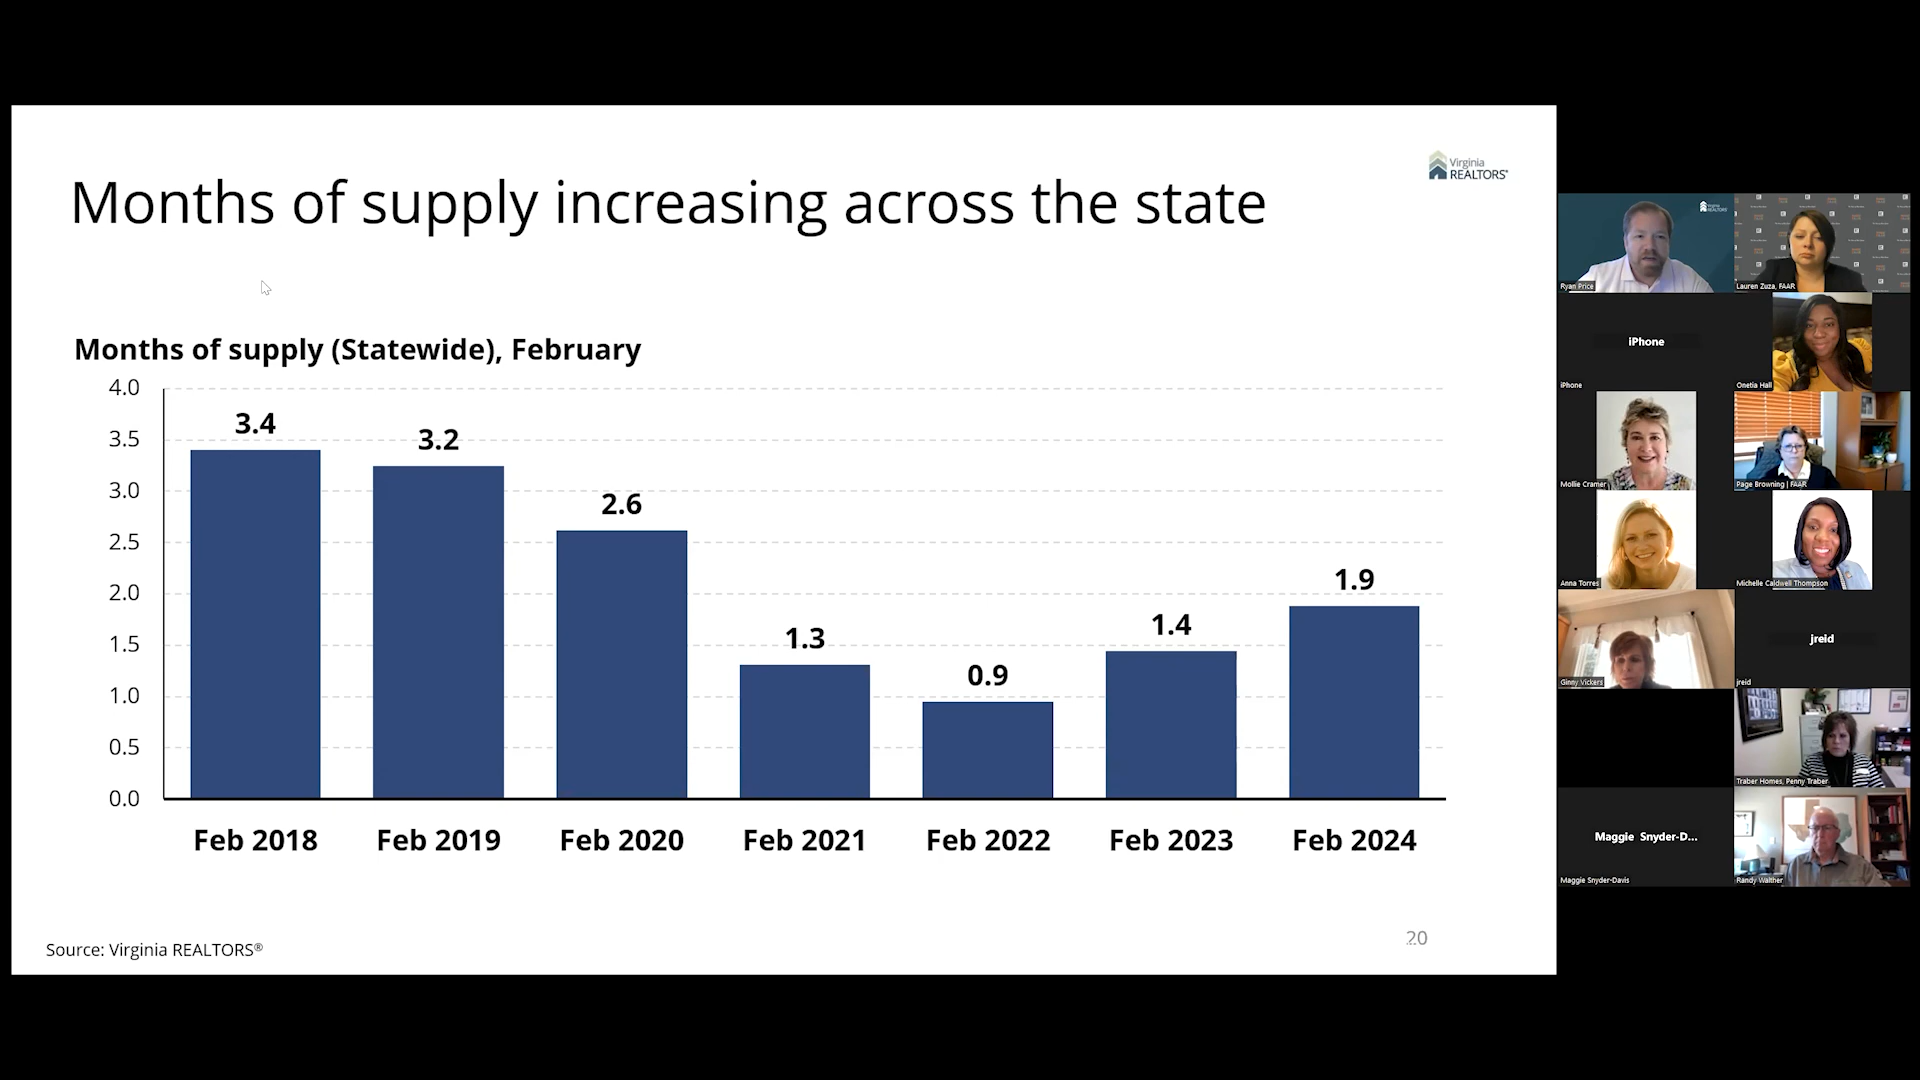 Months of supply increasing across the state
Virginia
REALTORS®
Months of supply (Statewide), February
4.0
3.5
3.0
2.5
2.0
1.5
1.0
0.5
0.0
3.4
3.2
2.6
1.3
0.9
1.4
1.9
Feb 2018
Feb 2019
Feb 2020
Feb 2021
Feb 2022
Feb 2023
Feb 2024
Source: Virginia REALTORS®
20
Ryan Price
Lauren Zuza, FAAR
iPhone
iPhone
Onetia Hall
Mollie Cramer
Page Browning | FAAR
Anna Torres
Michelle Caldwell Thompson
Ginny Vickers
jreid
jreid
Traber Homes, Penny Traber
Maggie Snyder-D...
Maggie Snyder-Davis
Randy Walther